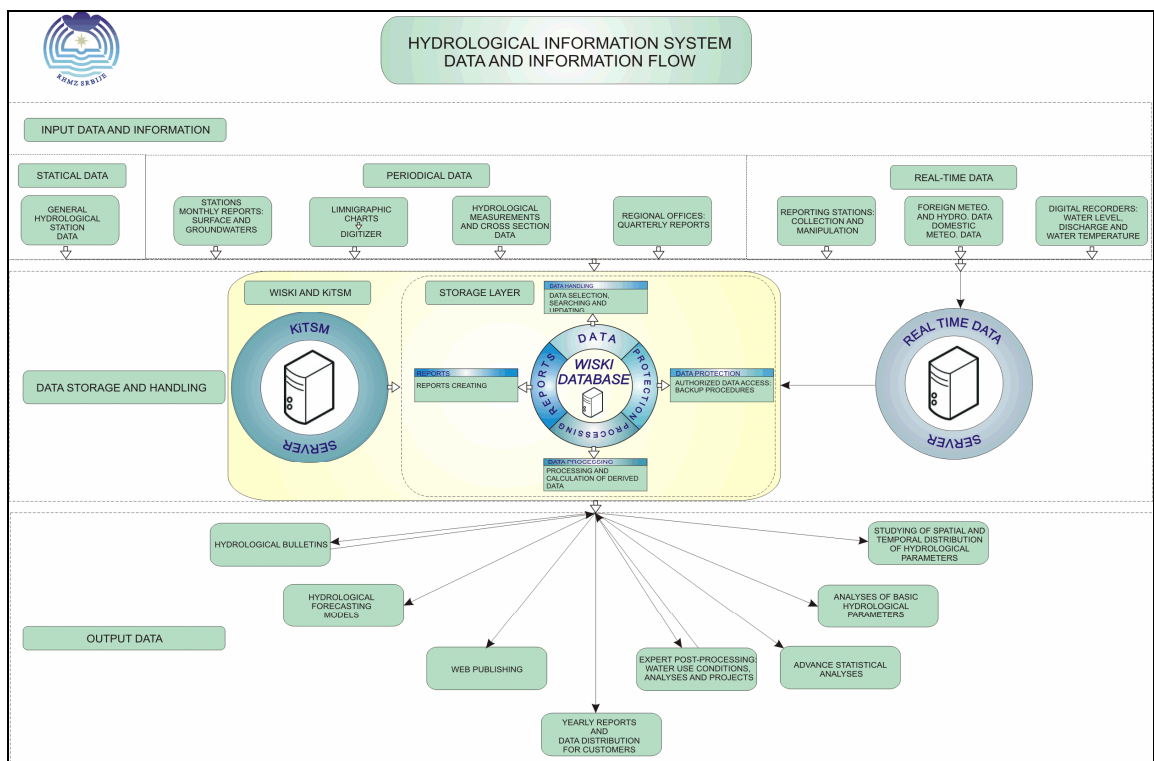 RHMZ SRBIJE
HYDROLOGICAL INFORMATION SYSTEM
DATA AND INFORMATION FLOW
INPUT DATA AND INFORMATION
STATICAL DATA
PERIODICAL DATA
REAL-TIME DATA
GENERAL
HYDROLOGICAL
STATION
DATA
STATIONS
MONTHLY REPORTS:
SURFACE AND
GROUNDWATERS
LIMNIGRAPHIC
CHARTS
DIGITIZER
HYDROLOGICAL
MEASUREMENTS
AND CROSS SECTION
DATA
REGIONAL OFFICES:
QUARTERLY REPORTS
REPORTING STATIONS:
COLLECTION AND
MANIPULATION
FOREIGN METEO.
AND HYDRO. DATA
DOMESTIC
METEO. DATA
DIGITAL RECORDERS:
WATER LEVEL,
DISCHARGE AND
WATER TEMPERATURE
DATA STORAGE AND HANDLING
WISKI AND KiTSM
KiTSM
SERVER
STORAGE LAYER
DATA HANDLING
DATA SELECTION,
SEARCHING AND
UPDATING
REPORTS
REPORTS CREATING
DATA
PROTECTION
PROCESSING
REPORTS
WISKI
DATABASE
DATA PROTECTION
AUTHORIZED DATA ACCESS:
BACKUP PROCEDURES
DATA PROCESSING
PROCESSING AND
CALCULATION OF DERIVED
DATA
REAL TIME DATA
SERVER
OUTPUT DATA
HYDROLOGICAL BULLETINS
HYDROLOGICAL
FORECASTING
MODELS
WEB PUBLISHING
YEARLY REPORTS
AND
DATA DISTRIBUTION
FOR CUSTOMERS
EXPERT POST-PROCESSING:
WATER USE CONDITIONS,
ANALYSES AND PROJECTS
ADVANCE STATISTICAL
ANALYSES
ANALYSES OF BASIC
HYDROLOGICAL
PARAMETERS
STUDYING OF SPATIAL AND
TEMPORAL DISTRIBUTION
OF HYDROLOGICAL
PARAMETERS